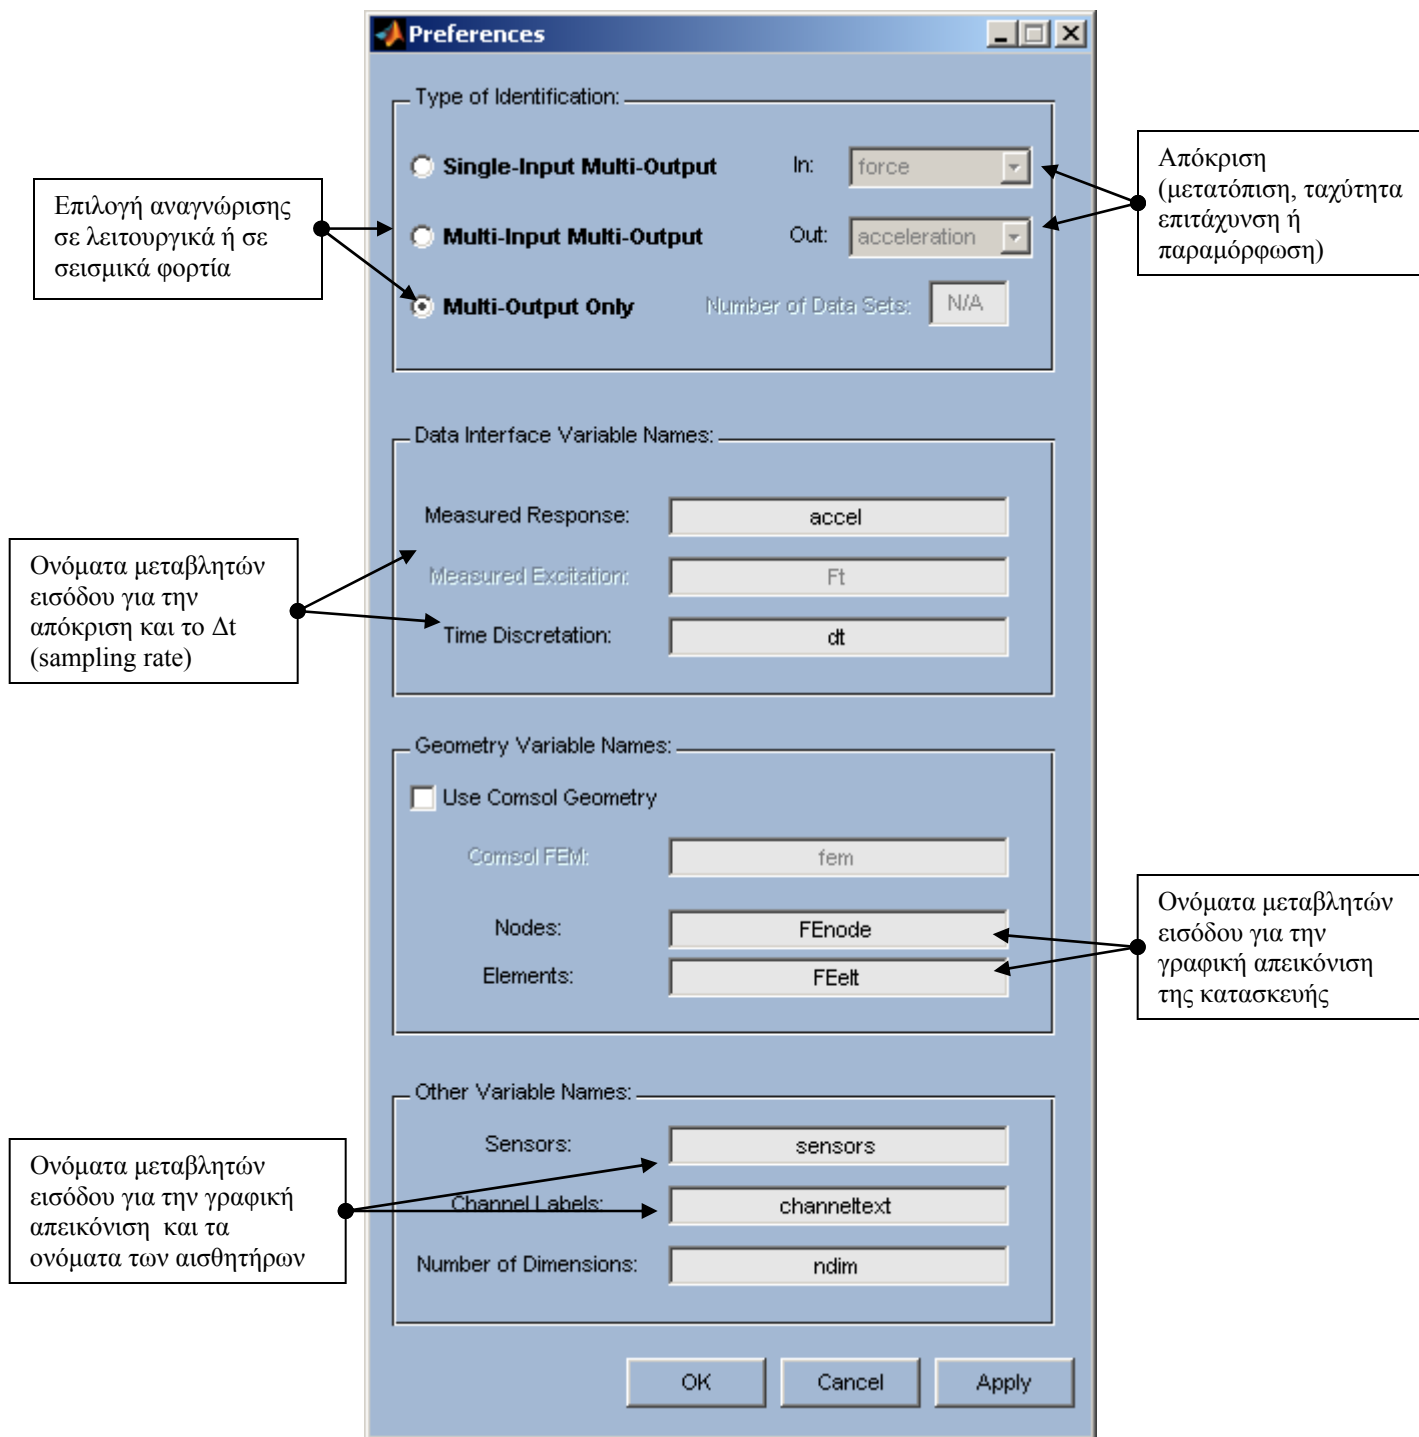 Preferences
Type of Identification:
Single-Input Multi-Output In: force
Multi-Input Multi-Output Out: acceleration
Multi-Output Only Number of Data Sets: N/A
Επιλογή αναγνώρισης
σε λειτουργικά ή σε
σεισμικά φορτία
Απόκριση
(μετατόπιση, ταχύτητα
επιτάχυνση ή
παραμόρφωση)
Data Interface Variable Names:
Measured Response: accel
Measured Excitation: Ft
Time Discretation: dt
Ονόματα μεταβλητών
εισόδου για την
απόκριση και το Δt
(sampling rate)
Geometry Variable Names:
Use Comsol Geometry
Comsol FEM: fem
Nodes: FEnode
Elements: FEelt
Ονόματα μεταβλητών
εισόδου για την
γραφική απεικόνιση
της κατασκευής
Other Variable Names:
Sensors: sensors
Channel Labels: channeltext
Number of Dimensions: ndim
Ονόματα μεταβλητών
εισόδου για την γραφική
απεικόνιση και τα
ονόματα των αισθητήρων
OK Cancel Apply